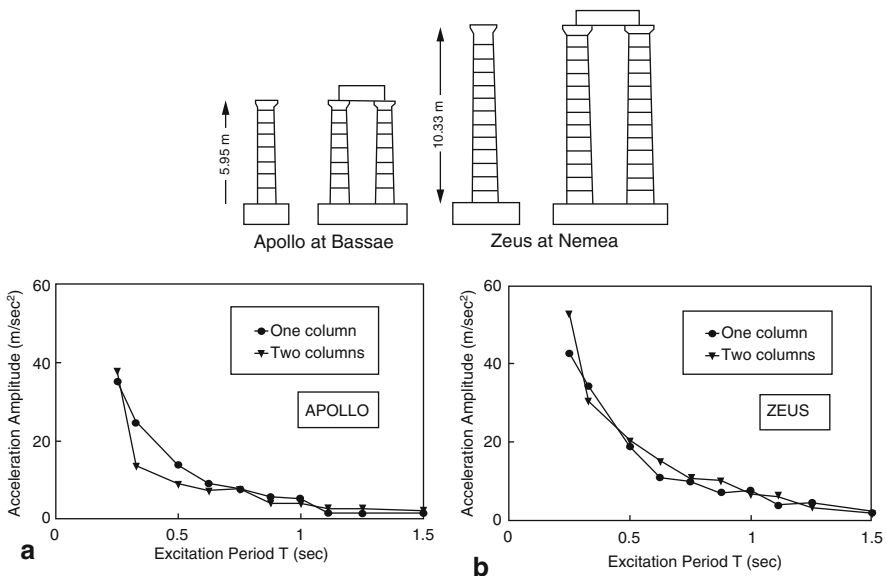 5.95 m
10.33 m
Apollo at Bassae
Zeus at Nemea
60
40
20
0
Acceleration Amplitude (m/sec²)
One column
Two columns
APOLLO
0
0.5
1
1.5
Excitation Period T (sec)
a
60
40
20
0
Acceleration Amplitude (m/sec²)
One column
Two columns
ZEUS
0
0.5
1
1.5
Excitation Period T (sec)
b